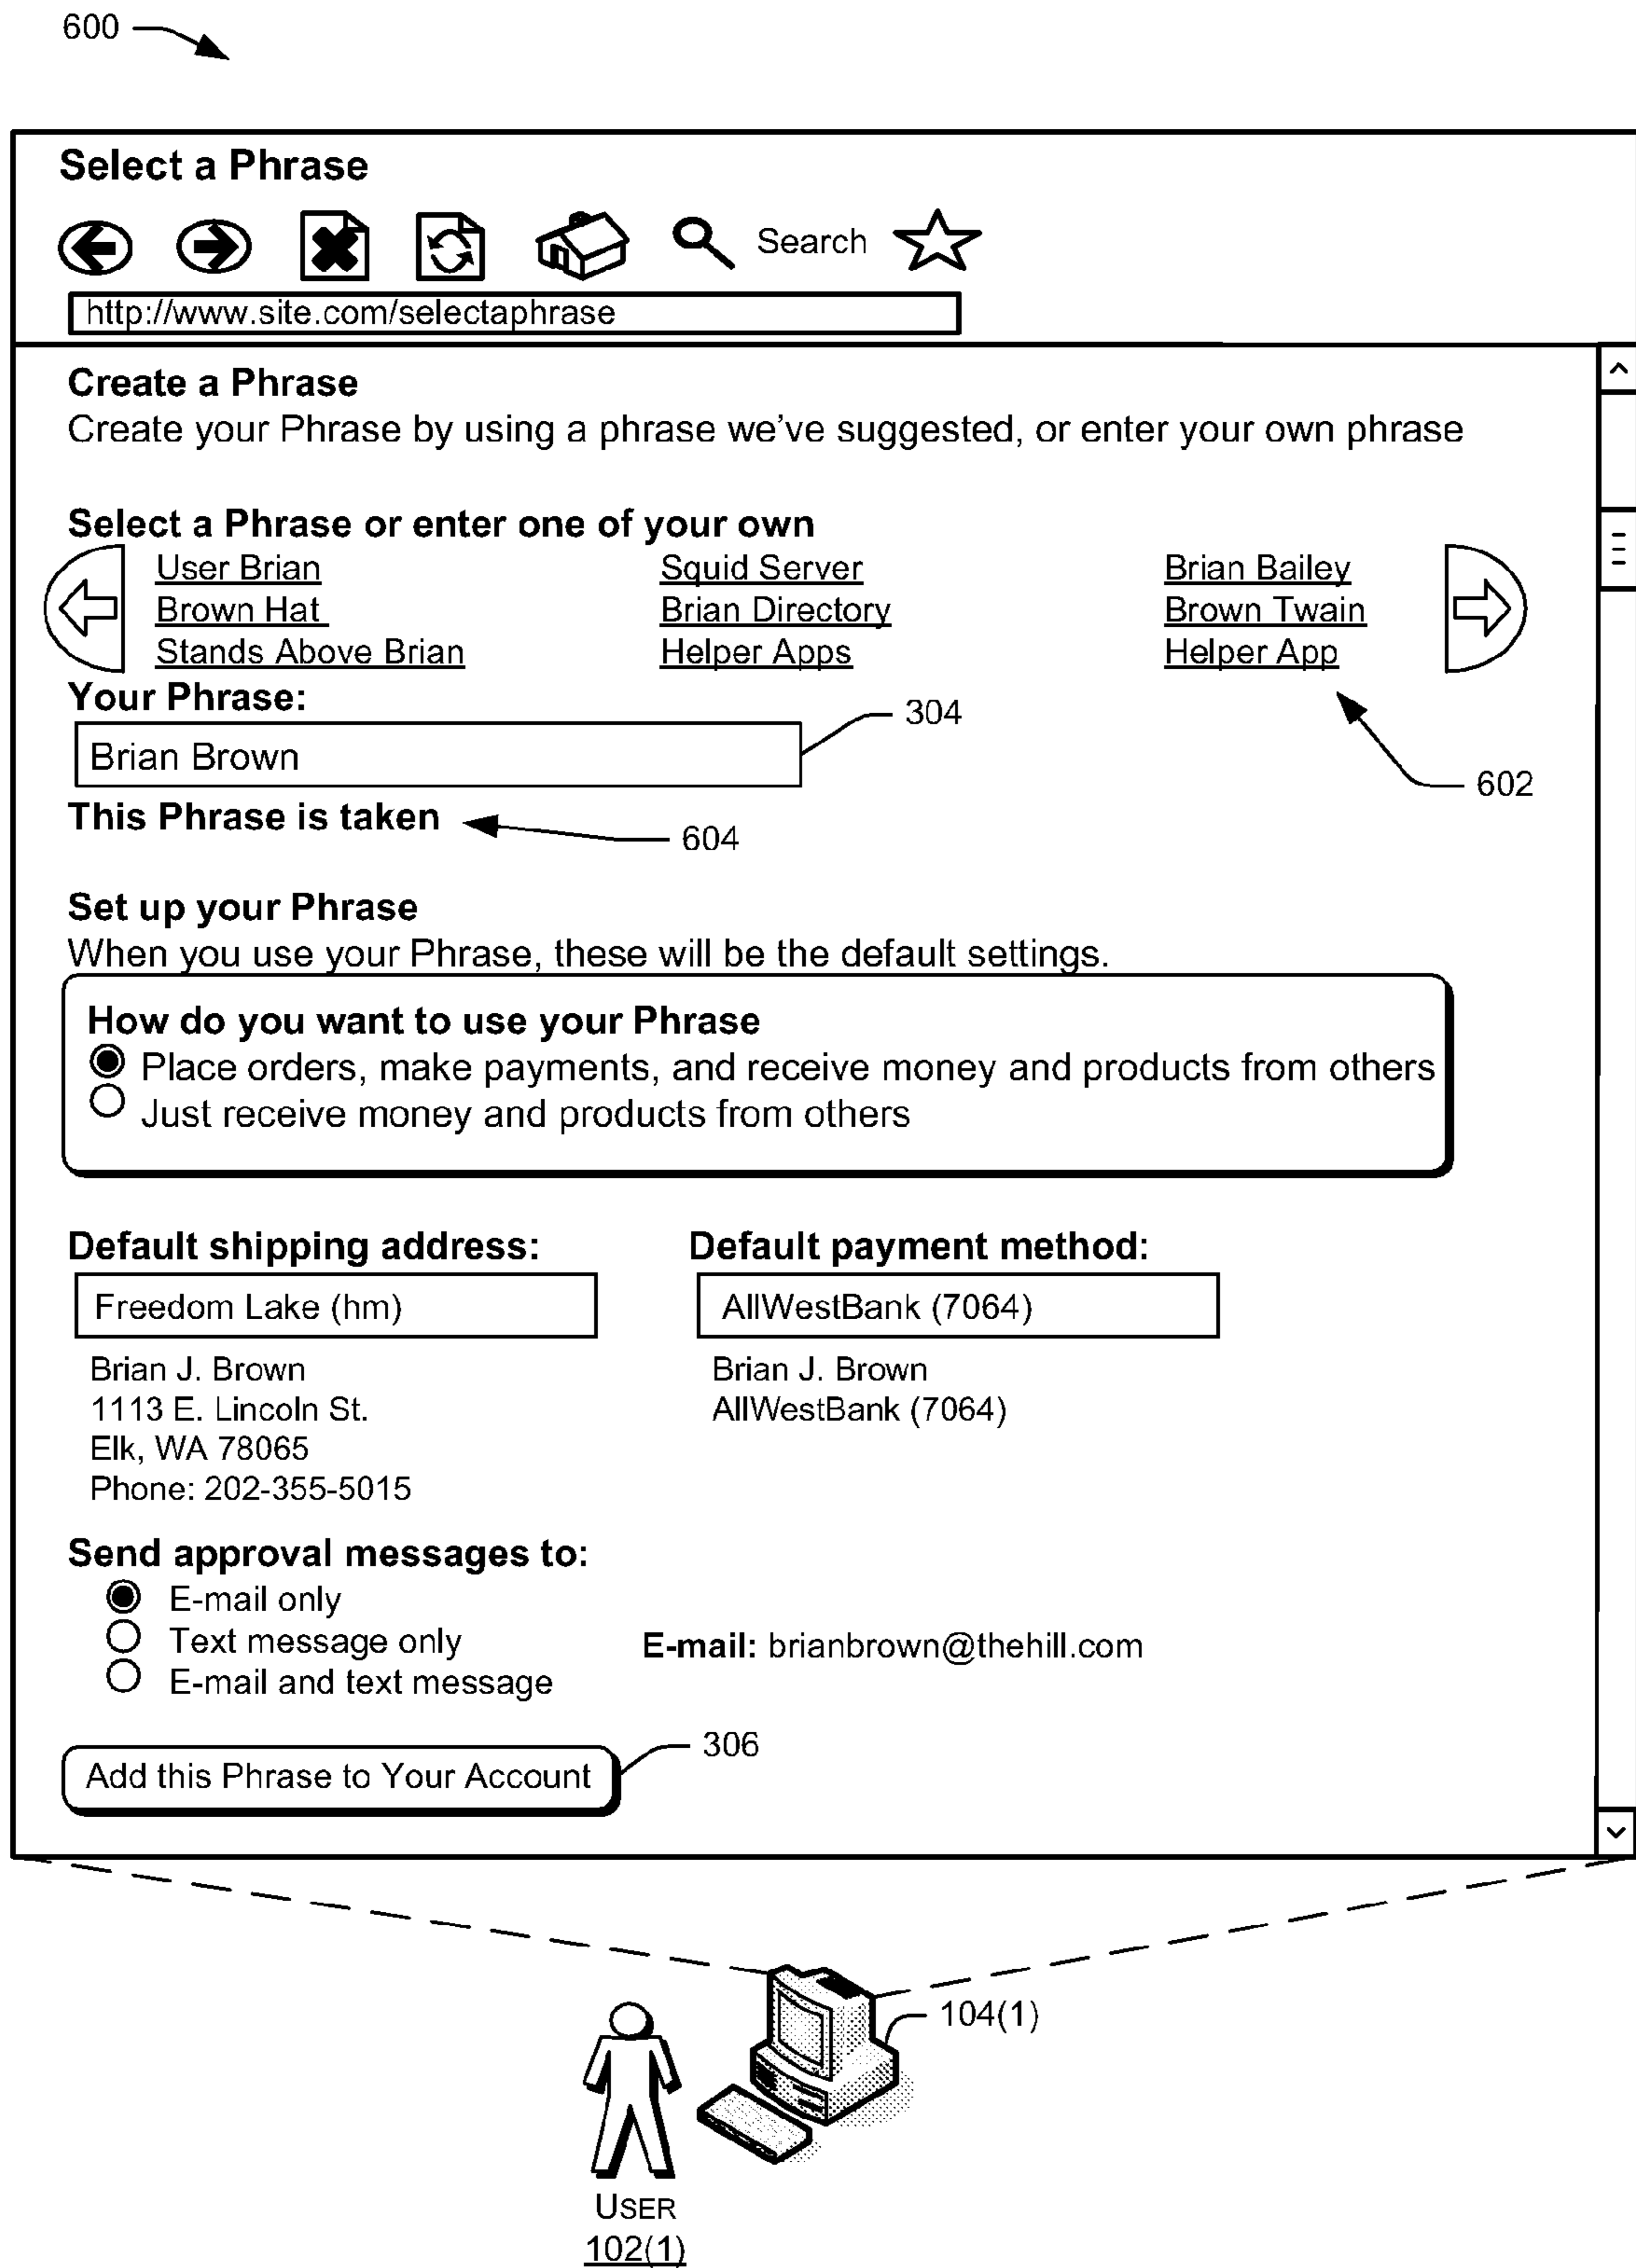 600
Select a Phrase
Search
http://www.site.com/selectaphrase
Create a Phrase
Create your Phrase by using a phrase we've suggested, or enter your own phrase
Select a Phrase or enter one of your own
User Brian Squid Server Brian Bailey
Brown Hat Brian Directory Brown Twain
Stands Above Brian Helper Apps Helper App
Your Phrase:
304
Brian Brown
602
This Phrase is taken
604
Set up your Phrase
When you use your Phrase, these will be the default settings.
How do you want to use your Phrase
Place orders, make payments, and receive money and products from others
Just receive money and products from others
Default shipping address: Default payment method:
Freedom Lake (hm) AllWestBank (7064)
Brian J. Brown Brian J. Brown
1113 E. Lincoln St. AllWestBank (7064)
Elk, WA 78065
Phone: 202-355-5015
Send approval messages to:
E-mail only
Text message only E-mail: brianbrown@thehill.com
E-mail and text message
306
Add this Phrase to Your Account
104(1)
USER
102(1)